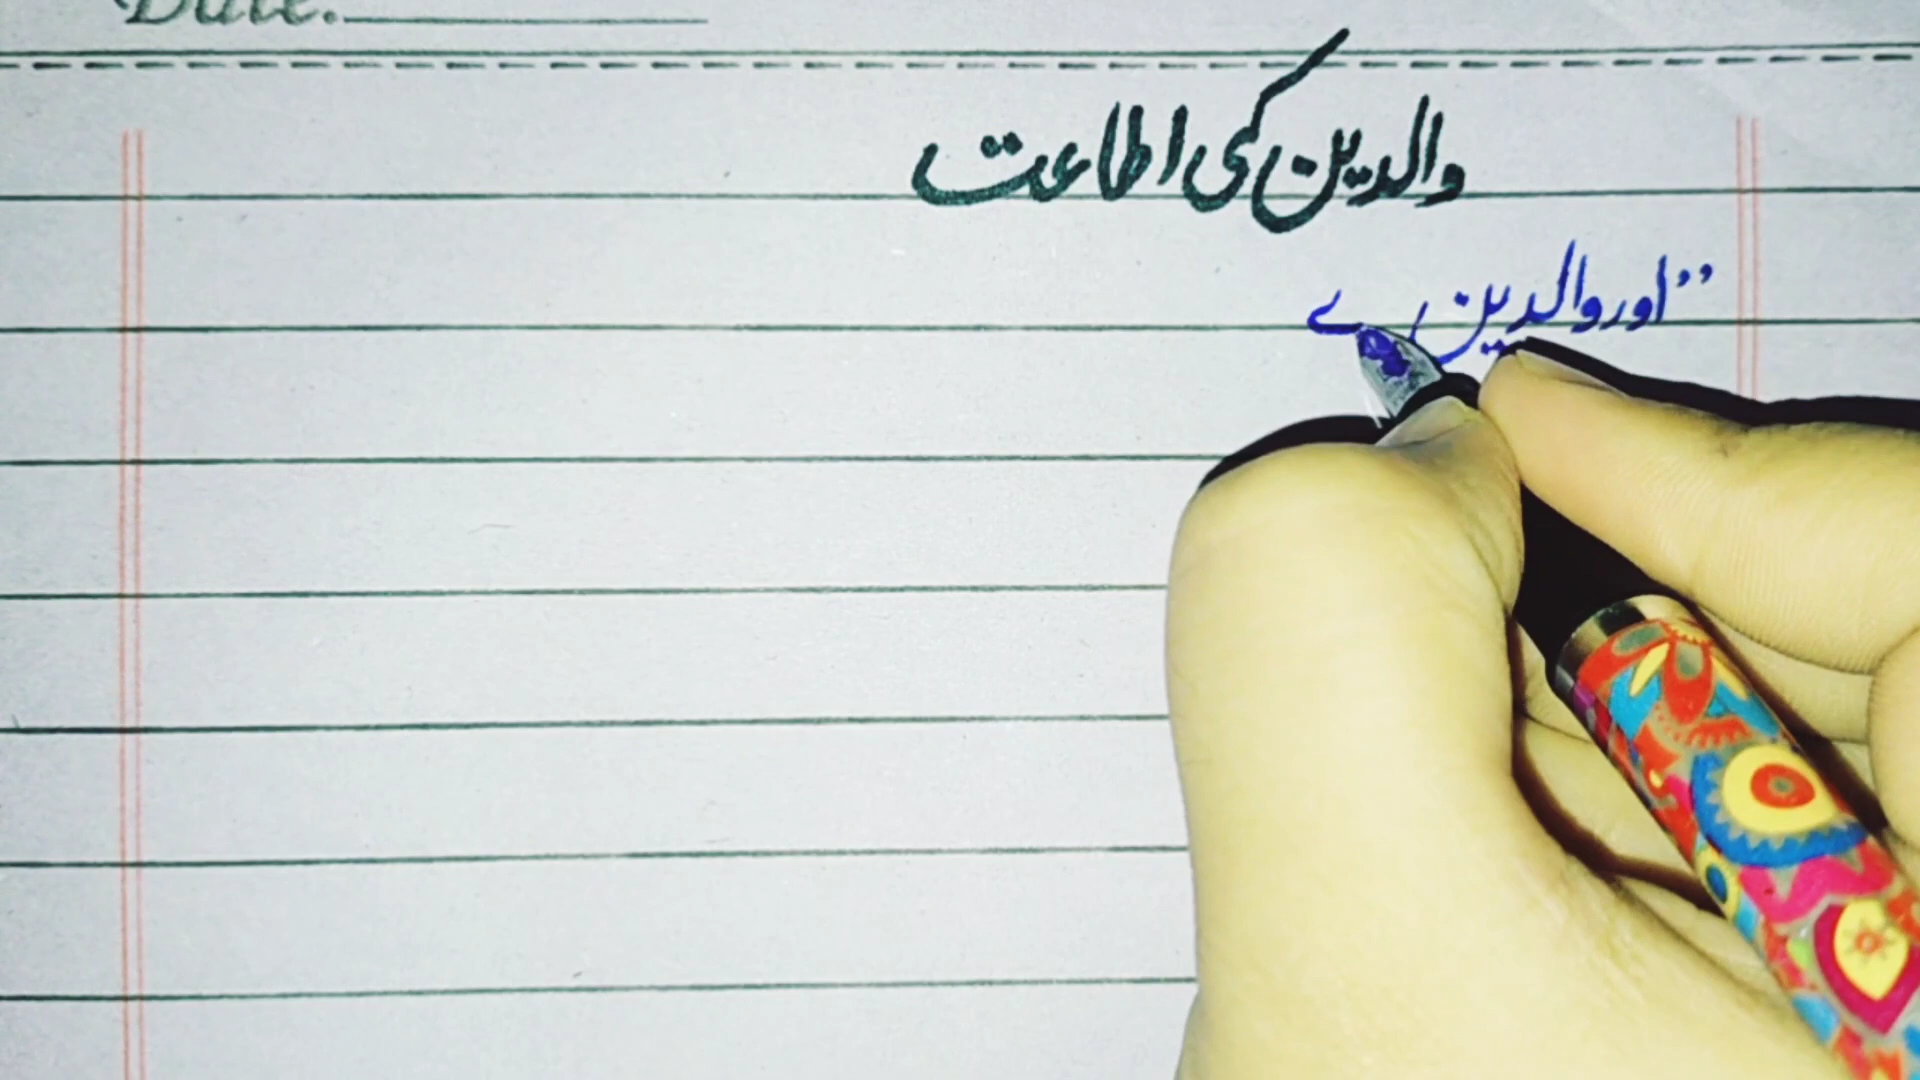 Date.
والدین کی اطاعت
”اور والدین